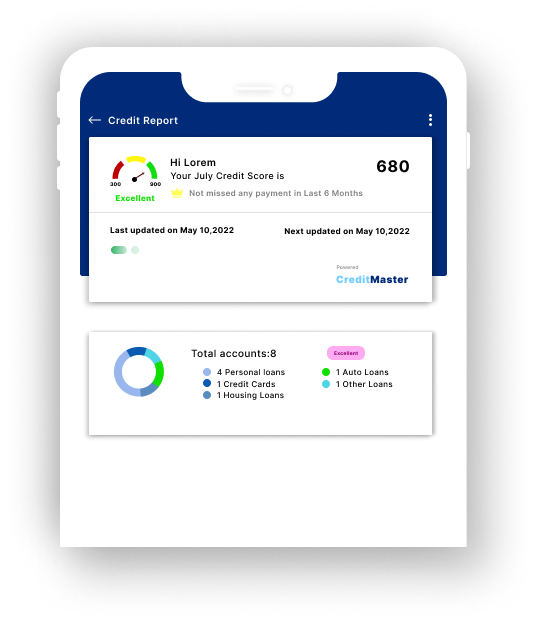 Credit Report
Hi Lorem
680
Your July Credit Score is
300 900
Not missed any payment in Last 6 Months
Excellent
Last updated on May 10,2022
Next updated on May 10,2022
Powered
CreditMaster
Total accounts:8
Excellent
4 Personal loans
1 Auto Loans
1 Credit Cards
1 Other Loans
1 Housing Loans